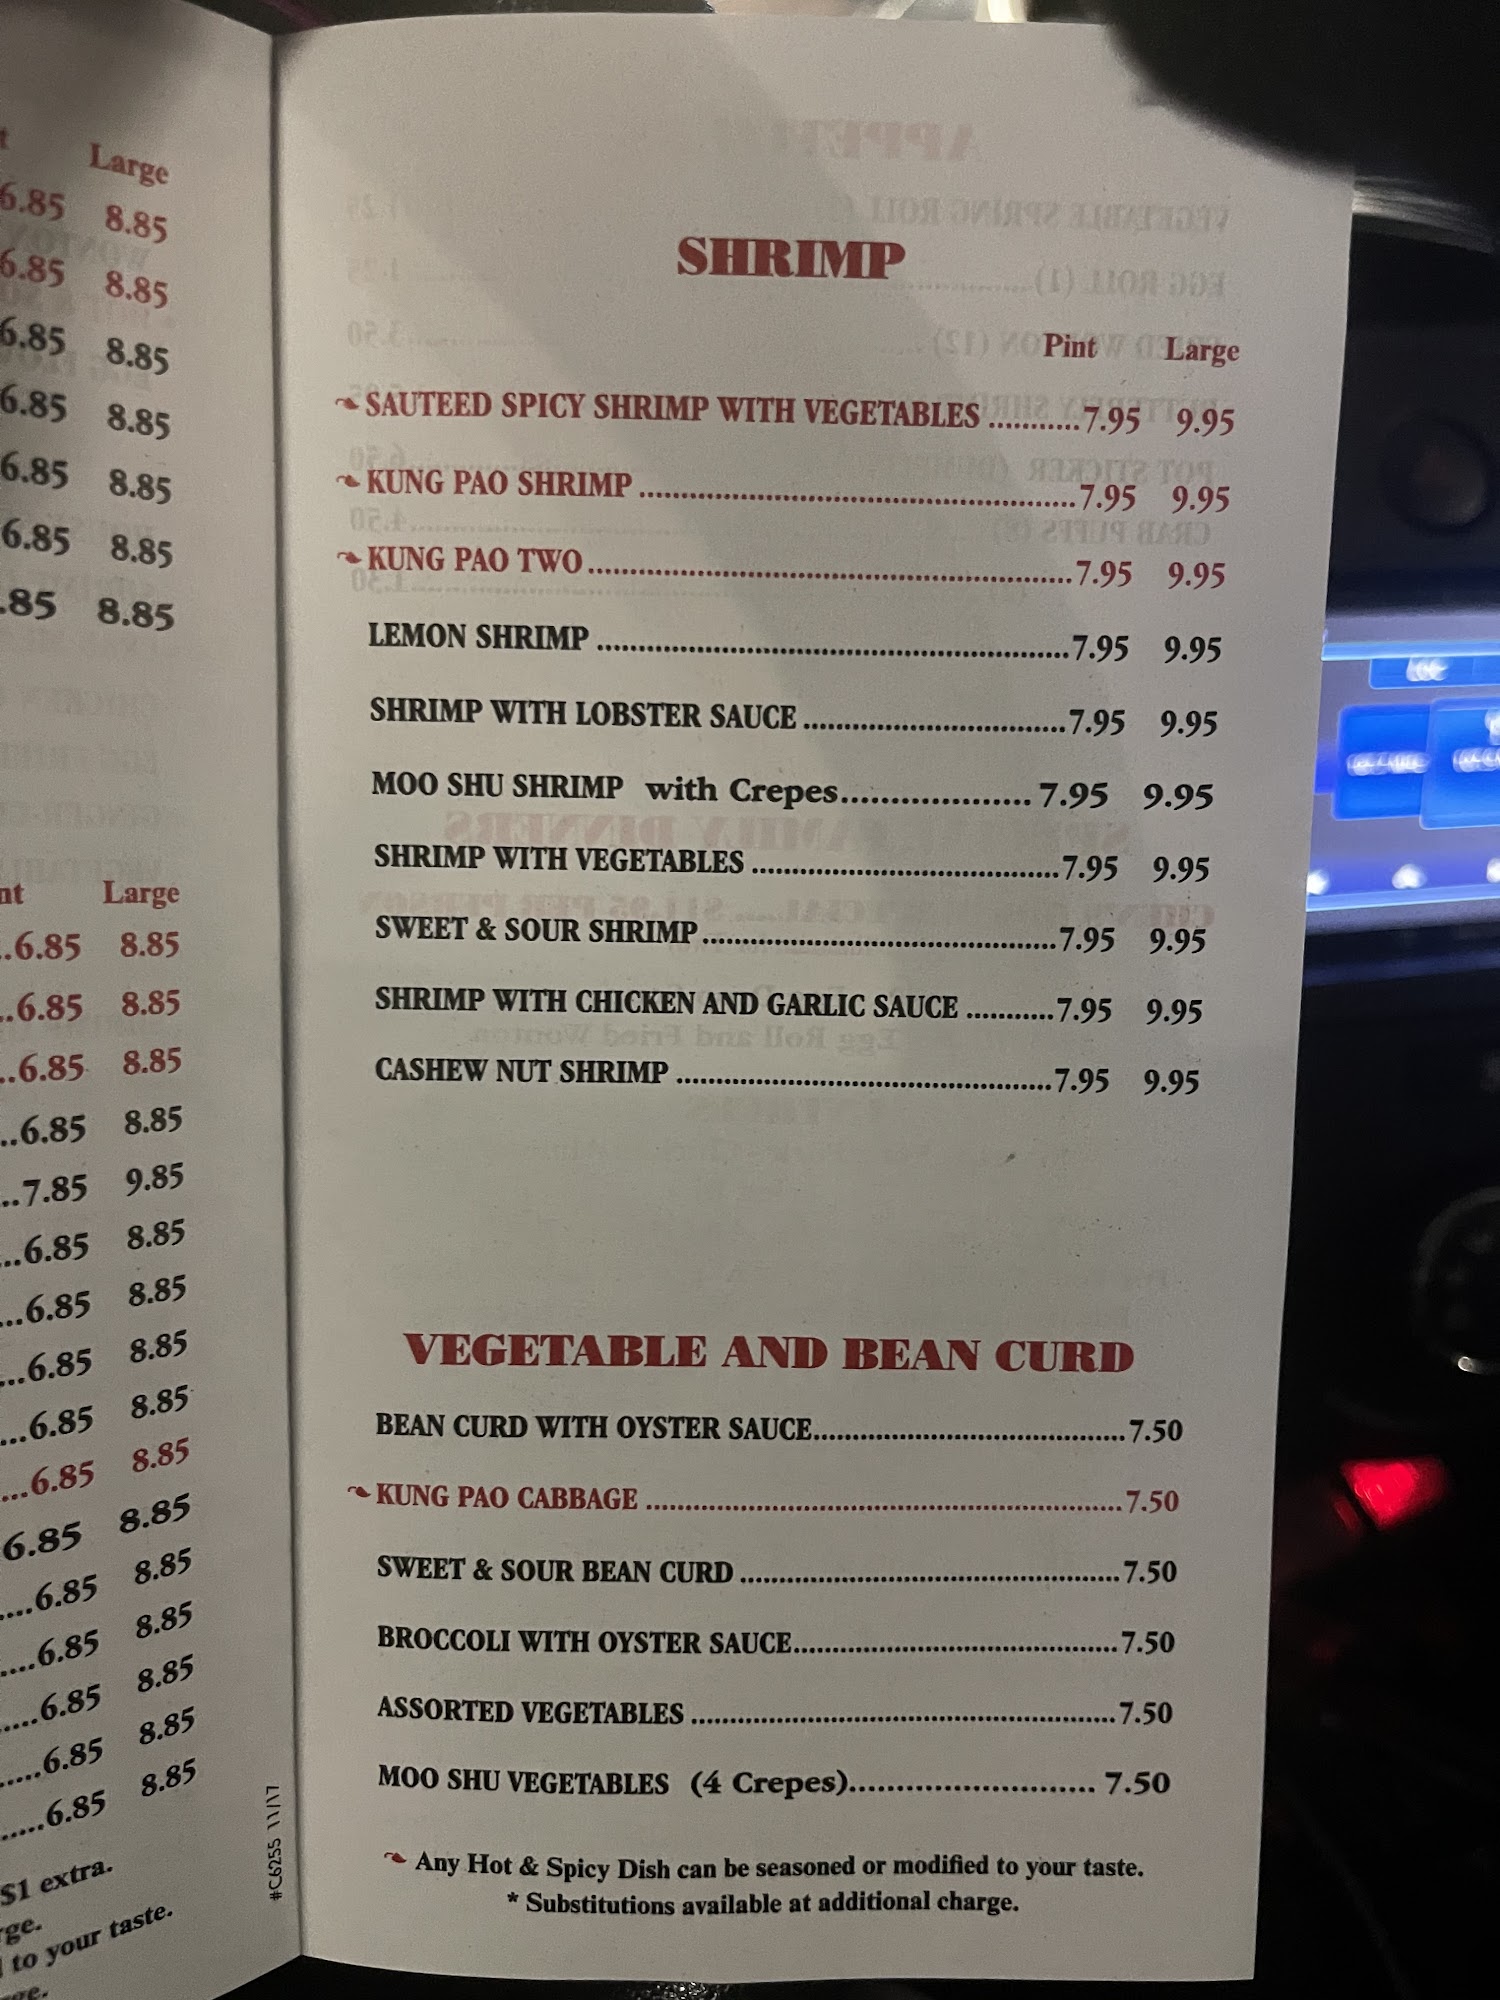 Large
6.85 8.85
6.85 8.85
6.85 8.85
6.85 8.85
6.85 8.85
6.85 8.85
.85 8.85
Large
..6.85 8.85
..6.85 8.85
..6.85 8.85
..6.85 8.85
..7.85 9.85
...6.85 8.85
...6.85 8.85
...6.85 8.85
...6.85 8.85
...6.85 8.85
6.85 8.85
....6.85 8.85
....6.85 8.85
.....6.85 8.85
.....6.85 8.85
.....6.85 8.85
$1 extra.
to your taste.
#C6255 11/17
SHRIMP
Pint Large
SAUTEED SPICY SHRIMP WITH VEGETABLES...........7.95 9.95
KUNG PAO SHRIMP.....................................................7.95 9.95
KUNG PAO TWO...........................................................7.95 9.95
LEMON SHRIMP..........................................................7.95 9.95
SHRIMP WITH LOBSTER SAUCE................................7.95 9.95
MOO SHU SHRIMP with Crepes.................... 7.95 9.95
SHRIMP WITH VEGETABLES......................................7.95 9.95
SWEET & SOUR SHRIMP............................................7.95 9.95
SHRIMP WITH CHICKEN AND GARLIC SAUCE...........7.95 9.95
CASHEW NUT SHRIMP..............................................7.95 9.95
VEGETABLE AND BEAN CURD
BEAN CURD WITH OYSTER SAUCE.......................................7.50
KUNG PAO CABBAGE...........................................................7.50
SWEET & SOUR BEAN CURD...............................................7.50
BROCCOLI WITH OYSTER SAUCE........................................7.50
ASSORTED VEGETABLES....................................................7.50
MOO SHU VEGETABLES (4 Crepes)........................... 7.50
Any Hot & Spicy Dish can be seasoned or modified to your taste.
* Substitutions available at additional charge.